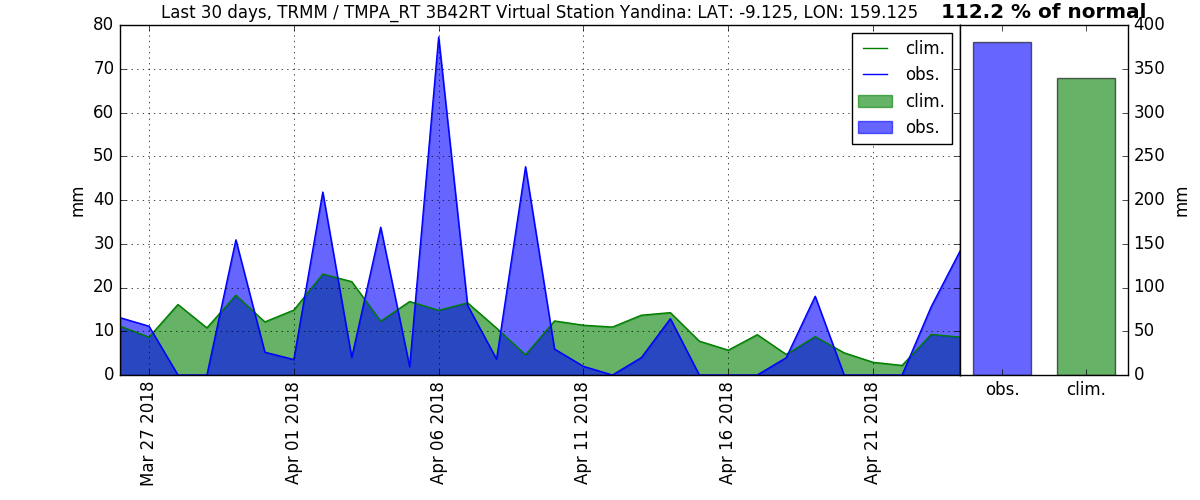 Last 30 days, TRMM / TMPA_RT 3B42RT Virtual Station Yandina: LAT: -9.125, LON: 159.125
112.2 % of normal
80
70
60
50
40
30
20
10
0
mm
clim.
obs.
clim.
obs.
400
350
300
250
200
150
100
50
0
mm
Mar 27 2018
Apr 01 2018
Apr 06 2018
Apr 11 2018
Apr 16 2018
Apr 21 2018
obs.
clim.